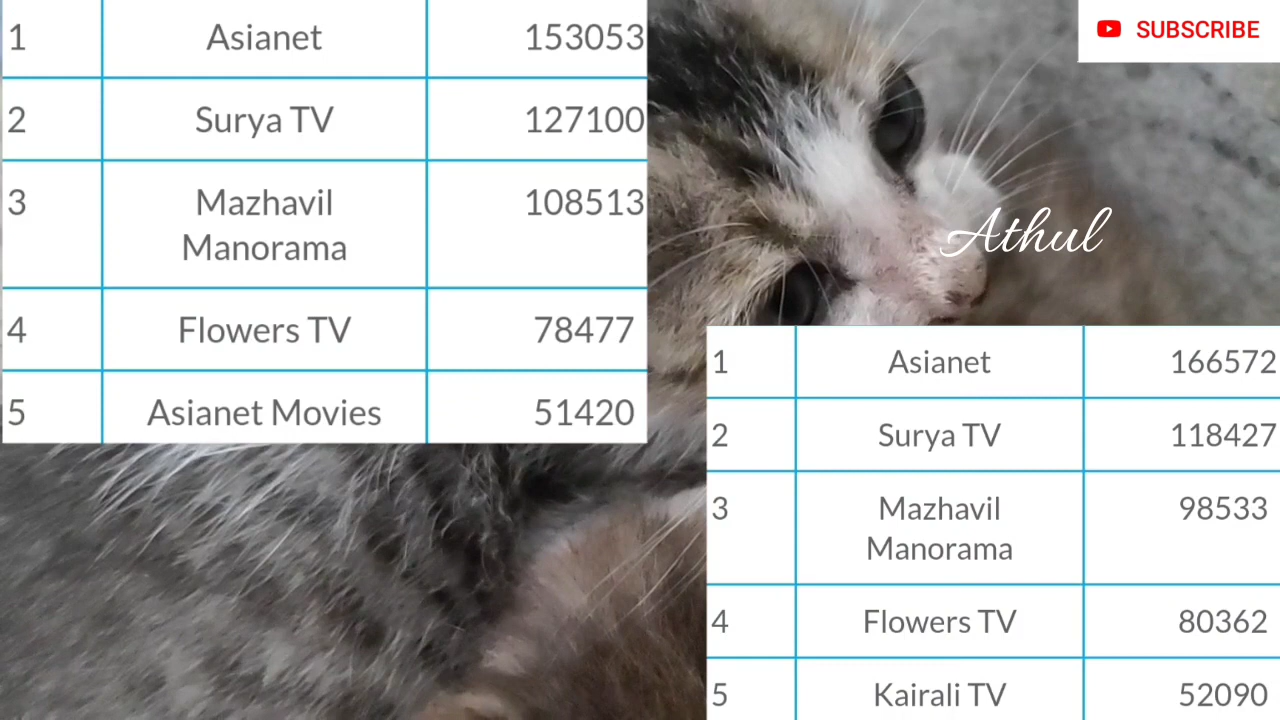 1 Asianet 153053
2 Surya TV 127100
3 Mazhavil 108513
Manorama
4 Flowers TV 78477
5 Asianet Movies 51420
SUBSCRIBE
Athul
1 Asianet 166572
2 Surya TV 118427
3 Mazhavil 98533
Manorama
4 Flowers TV 80362
5 Kairali TV 52090